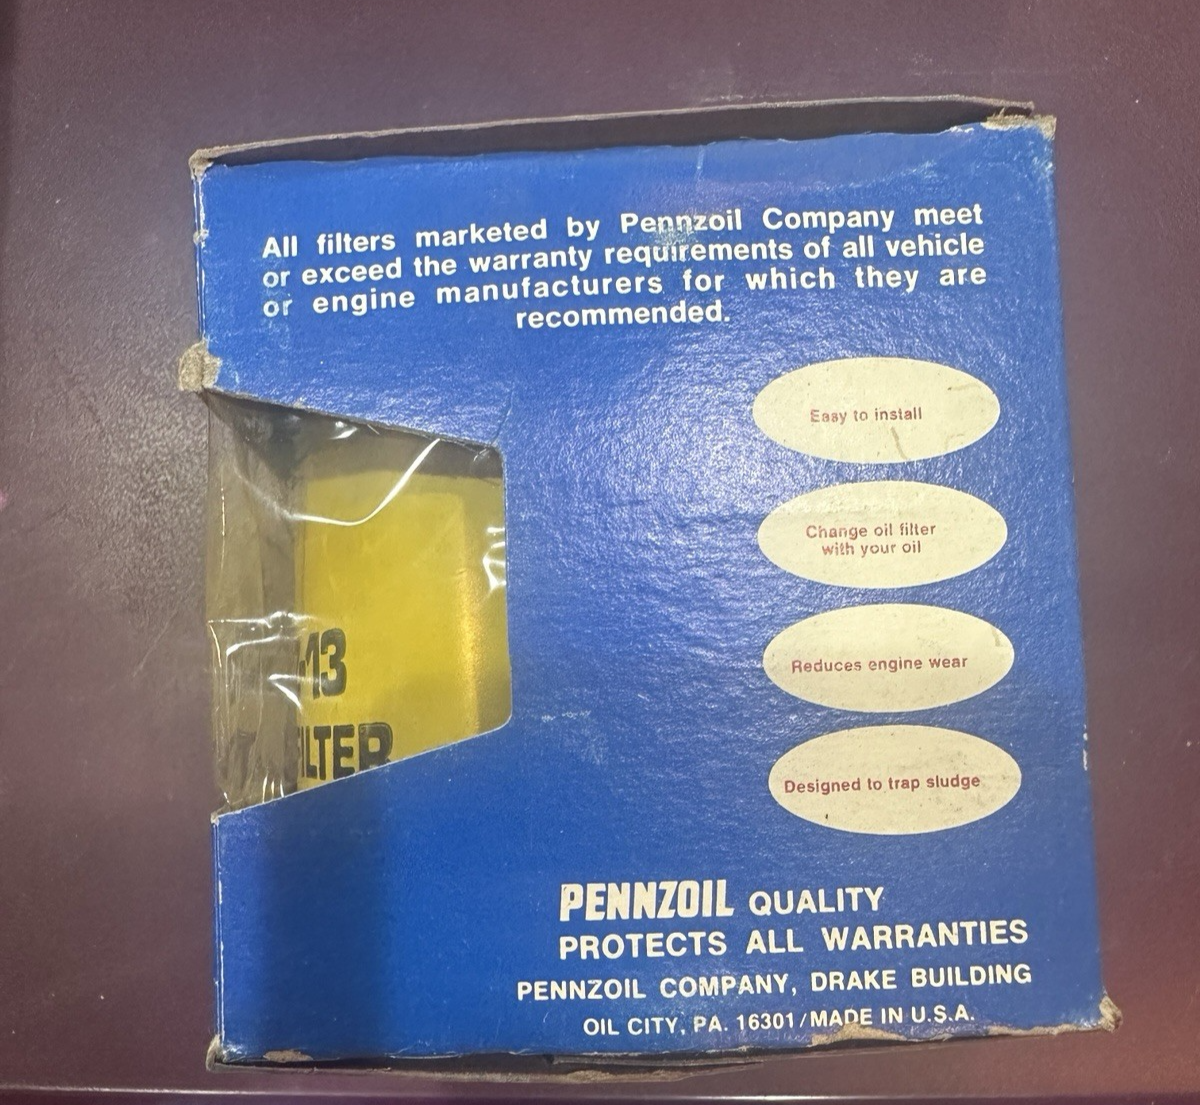 All filters marketed by Pennzoil Company meet
or exceed the warranty requirements of all vehicle
or engine manufacturers for which they are
recommended.
Easy to install
Change oil filter
with your oil
Reduces engine wear
Designed to trap sludge
13
ILTER
PENNZOIL QUALITY
PROTECTS ALL WARRANTIES
PENNZOIL COMPANY, DRAKE BUILDING
OIL CITY, PA. 16301/MADE IN U.S.A.